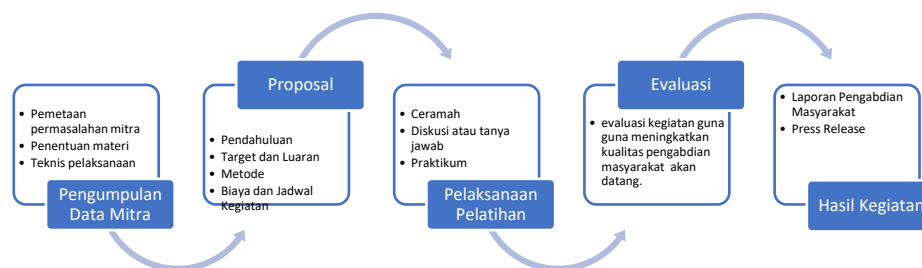 • Pemetaan
permasalahan mitra
• Penentuan materi
• Teknis pelaksanaan
Pengumpulan
Data Mitra
Proposal
• Pendahuluan
• Target dan Luaran
• Metode
• Biaya dan Jadwal
Kegiatan
• Ceramah
• Diskusi atau tanya
jawab
• Praktikum
Pelaksanaan
Pelatihan
Evaluasi
• evaluasi kegiatan guna
guna meningkatkan
kualitas pengabdian
masyarakat akan
datang.
• Laporan Pengabdian
Masyarakat
• Press Release
Hasil Kegiatan